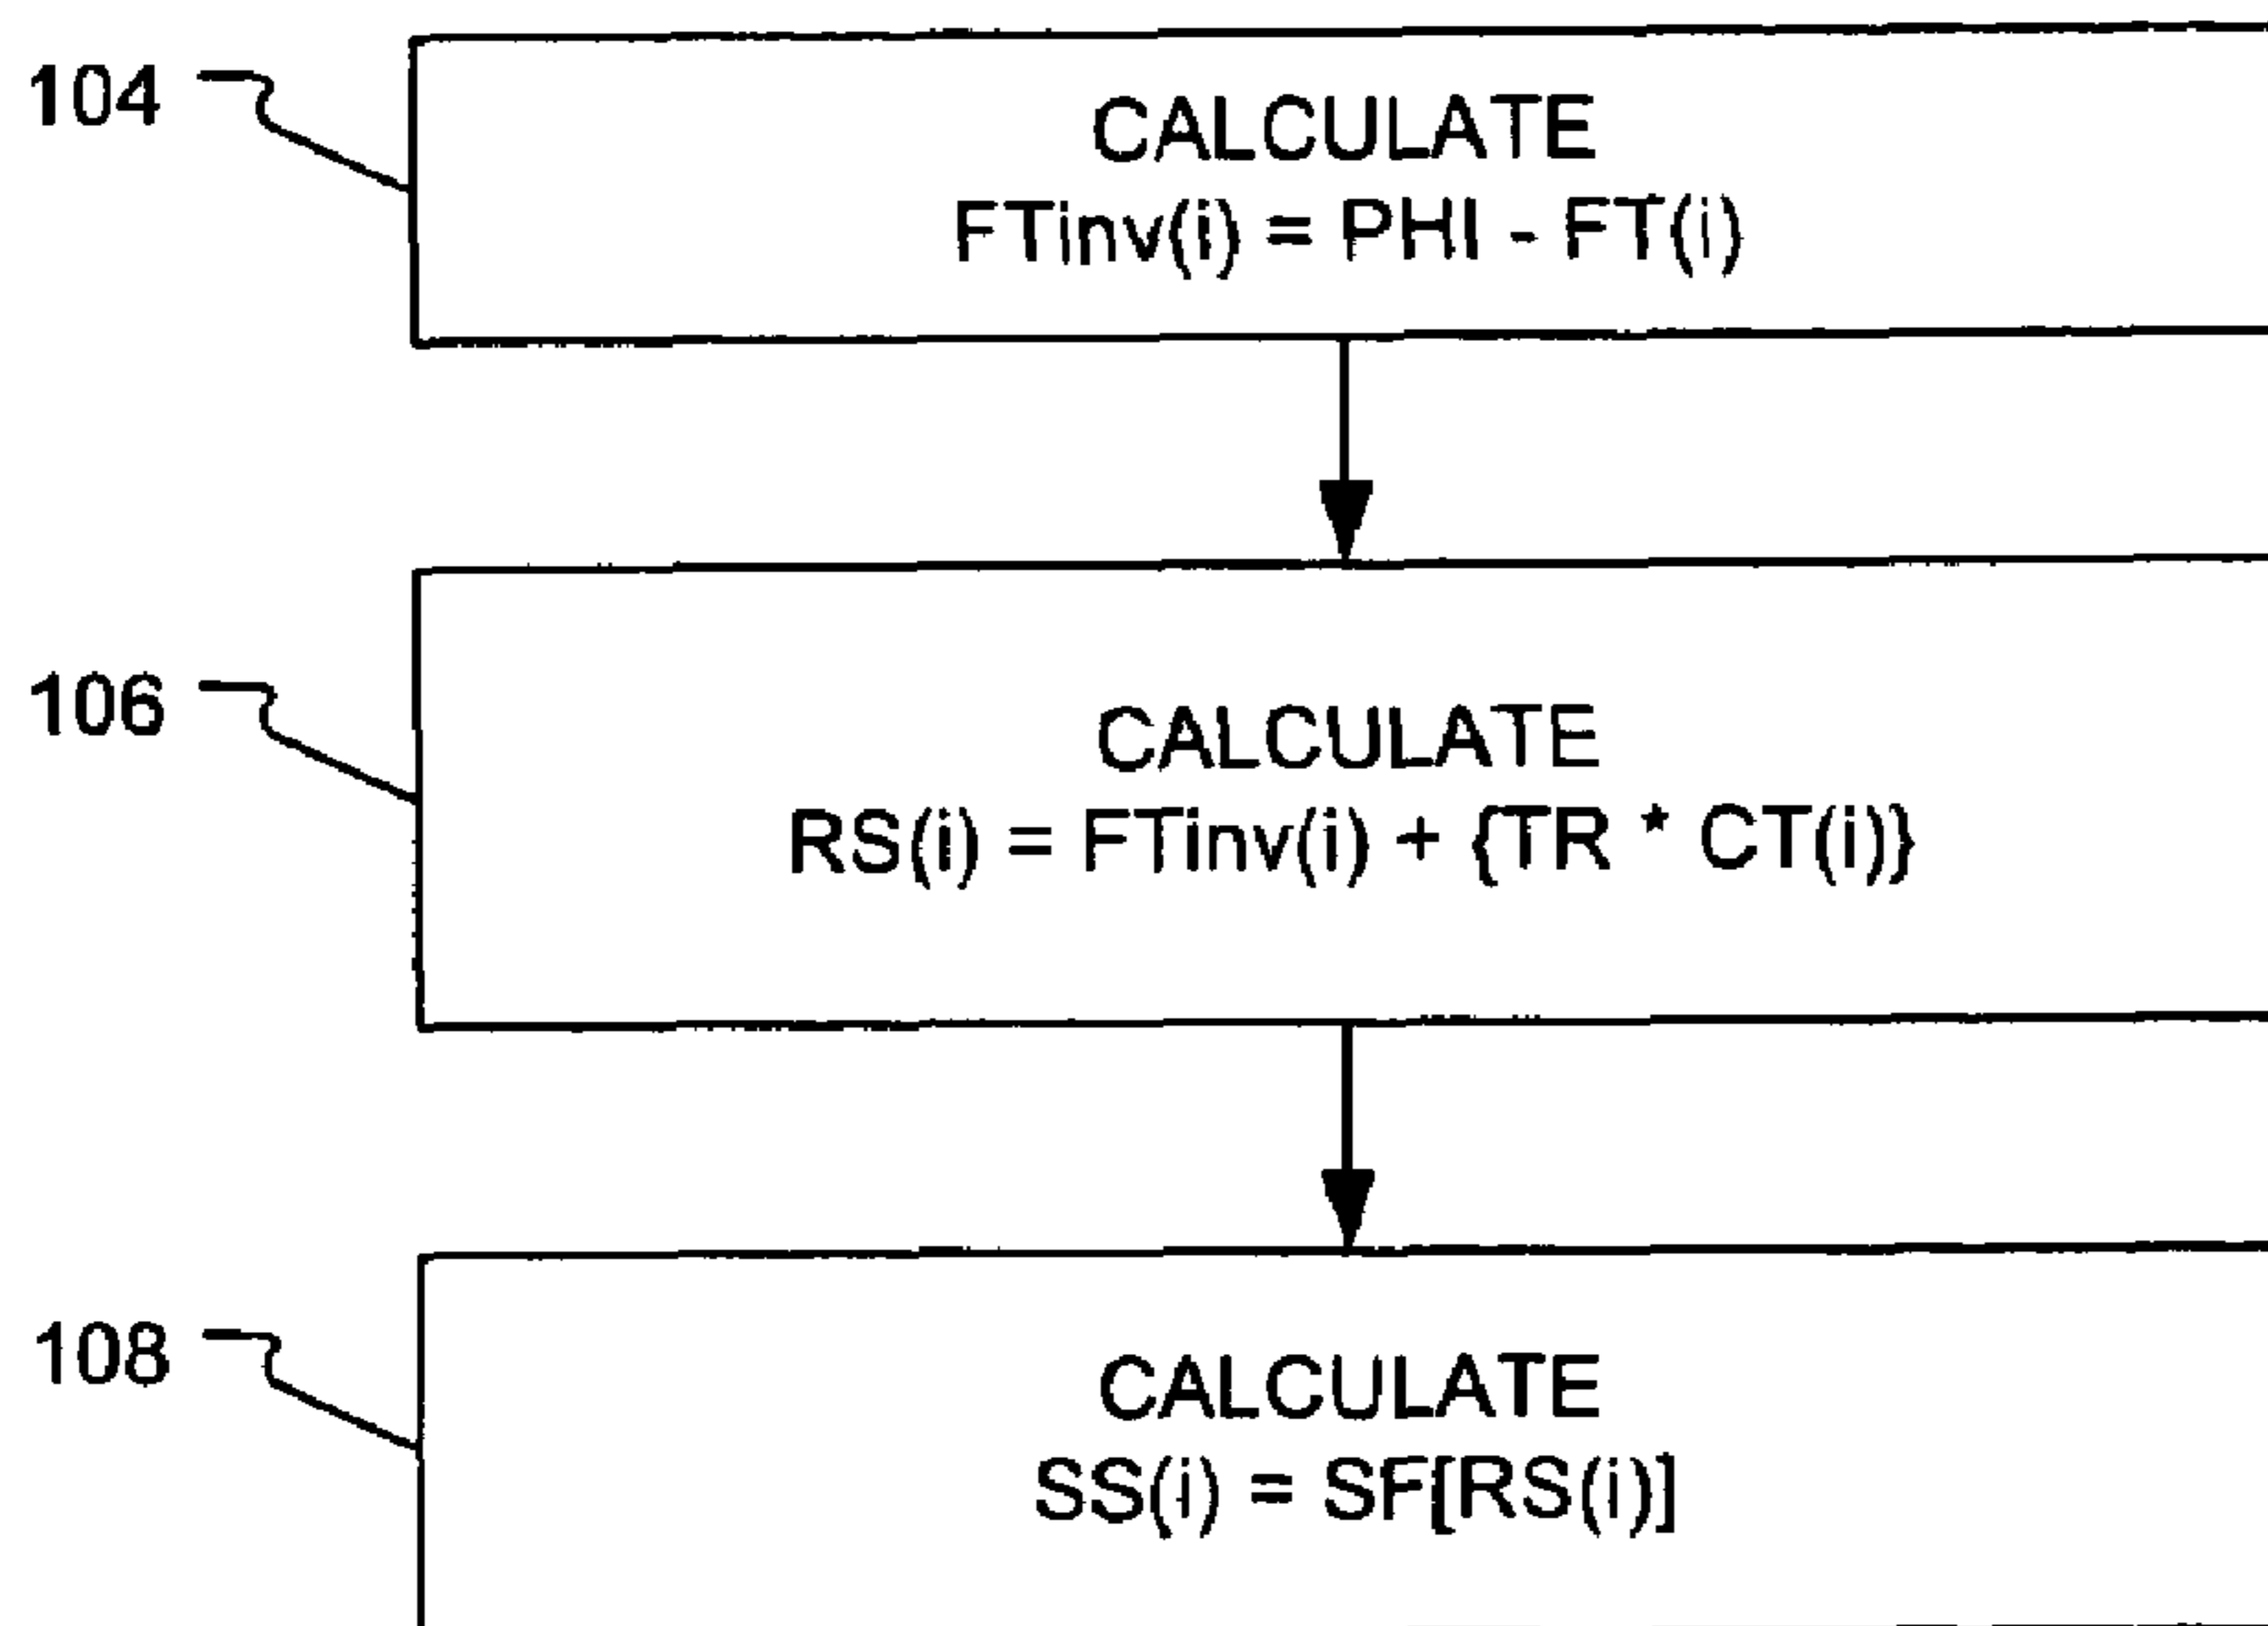 104
CALCULATE
FTinv(i) = PHI - FT(i)
106
CALCULATE
RS(i) = FTinv(i) + {TR * CT(i)}
108
CALCULATE
SS(i) = SF[RS(i)]